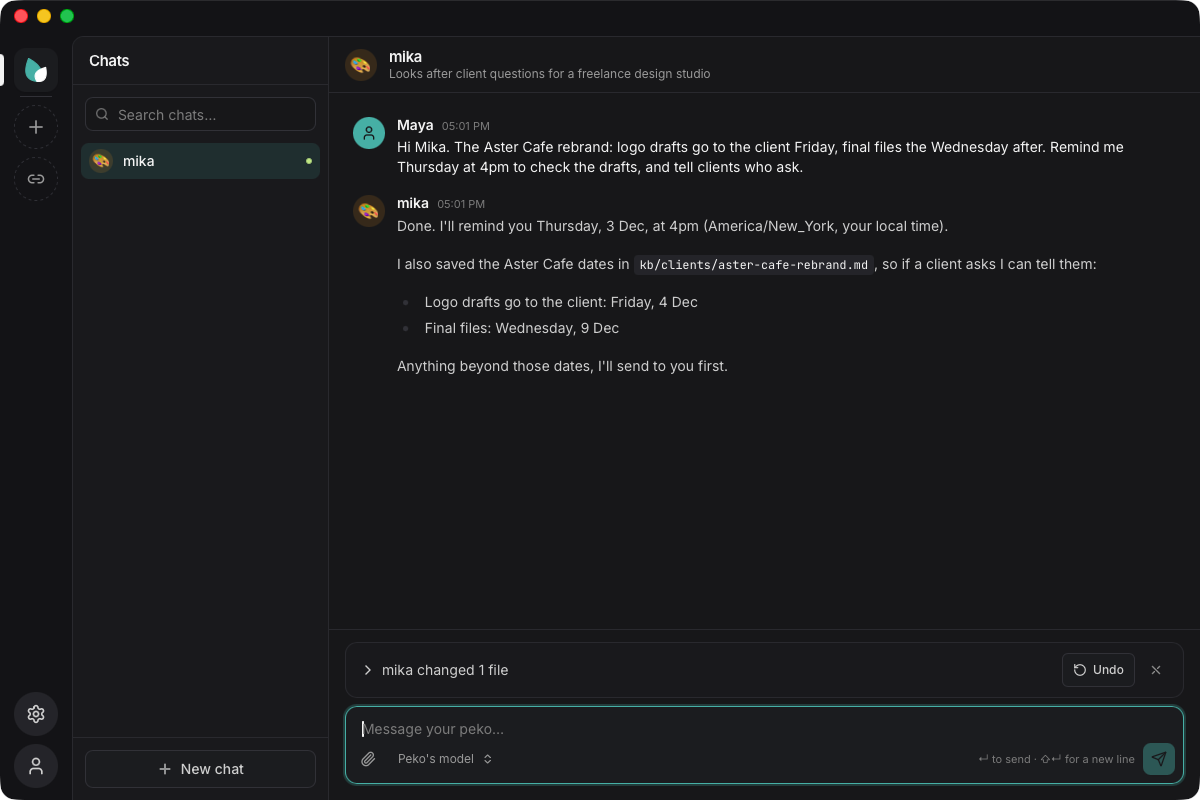 Chats
Search chats...
mika
New chat
mika
Looks after client questions for a freelance design studio
Maya 05:01 PM
Hi Mika. The Aster Cafe rebrand: logo drafts go to the client Friday, final files the Wednesday after. Remind me
Thursday at 4pm to check the drafts, and tell clients who ask.
mika 05:01 PM
Done. I'll remind you Thursday, 3 Dec, at 4pm (America/New_York, your local time).
I also saved the Aster Cafe dates in kb/clients/aster-cafe-rebrand.md, so if a client asks I can tell them:
Logo drafts go to the client: Friday, 4 Dec
Final files: Wednesday, 9 Dec
Anything beyond those dates, I'll send to you first.
mika changed 1 file
Undo
Message your peko...
Peko's model
↵ to send · ⇧↵ for a new line